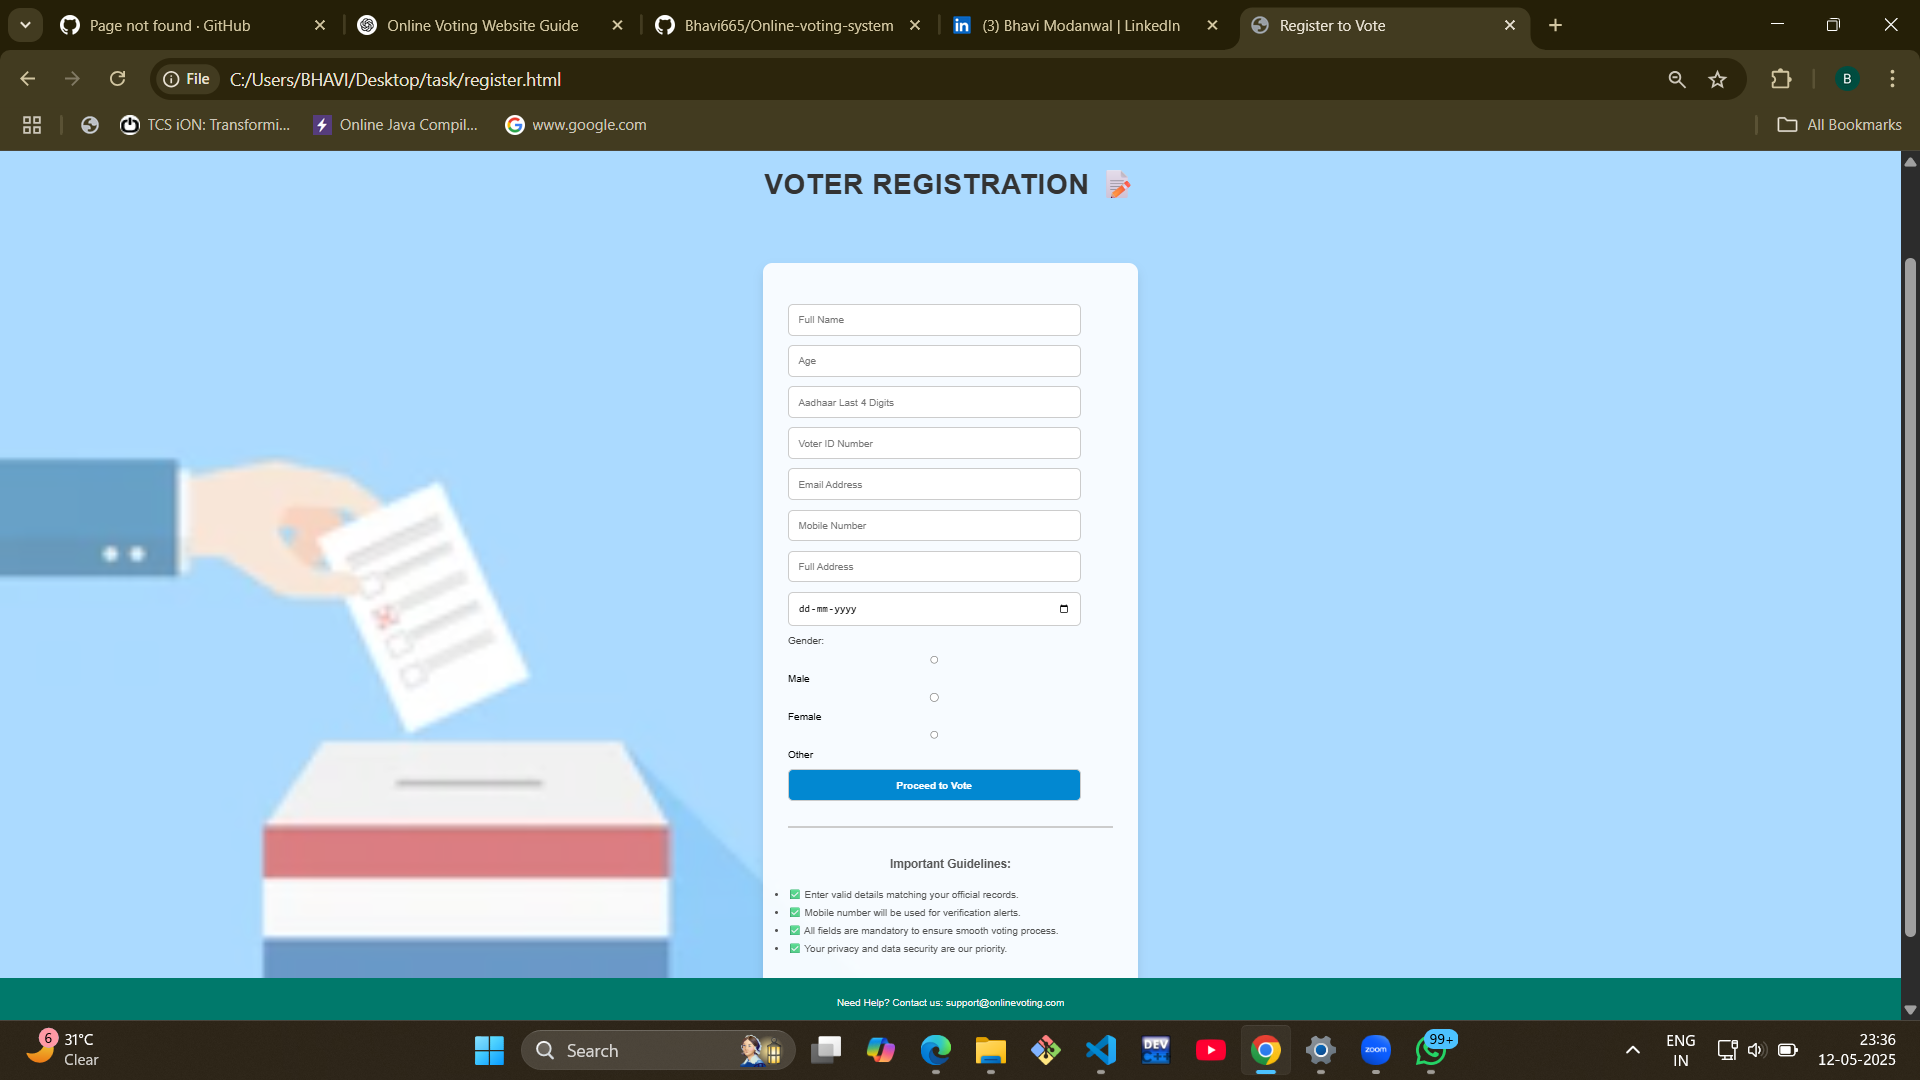 Page not found · GitHub
Online Voting Website Guide
Bhavi665/Online-voting-system
(3) Bhavi Modanwal | LinkedIn
Register to Vote
File
C:/Users/BHAVI/Desktop/task/register.html
B
TCS iON: Transformi...
Online Java Compil...
www.google.com
All Bookmarks
VOTER REGISTRATION 📝
Full Name
Age
Aadhaar Last 4 Digits
Voter ID Number
Email Address
Mobile Number
Full Address
dd-mm-yyyy
Gender:
Male
Female
Other
Proceed to Vote
Important Guidelines:
• ✅ Enter valid details matching your official records.
• ✅ Mobile number will be used for verification alerts.
• ✅ All fields are mandatory to ensure smooth voting process.
• ✅ Your privacy and data security are our priority.
Need Help? Contact us: support@onlinevoting.com
6
31°C
Clear
Search
DEV
zoom
99+
ENG
IN
23:36
12-05-2025